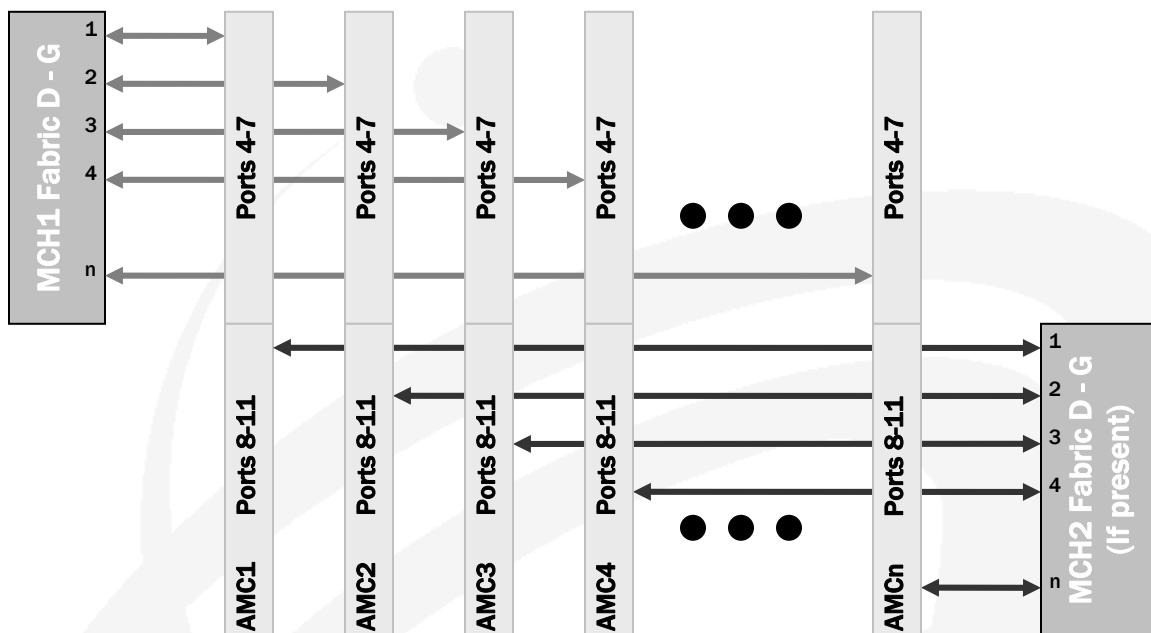 MCH1 Fabric D - G
1
2
3
4
n
Ports 4-7
Ports 4-7
Ports 4-7
Ports 4-7
Ports 4-7
Ports 8-11
Ports 8-11
Ports 8-11
Ports 8-11
Ports 8-11
AMC1
AMC2
AMC3
AMC4
AMCn
1
2
3
4
n
MCH2 Fabric D - G
(If present)